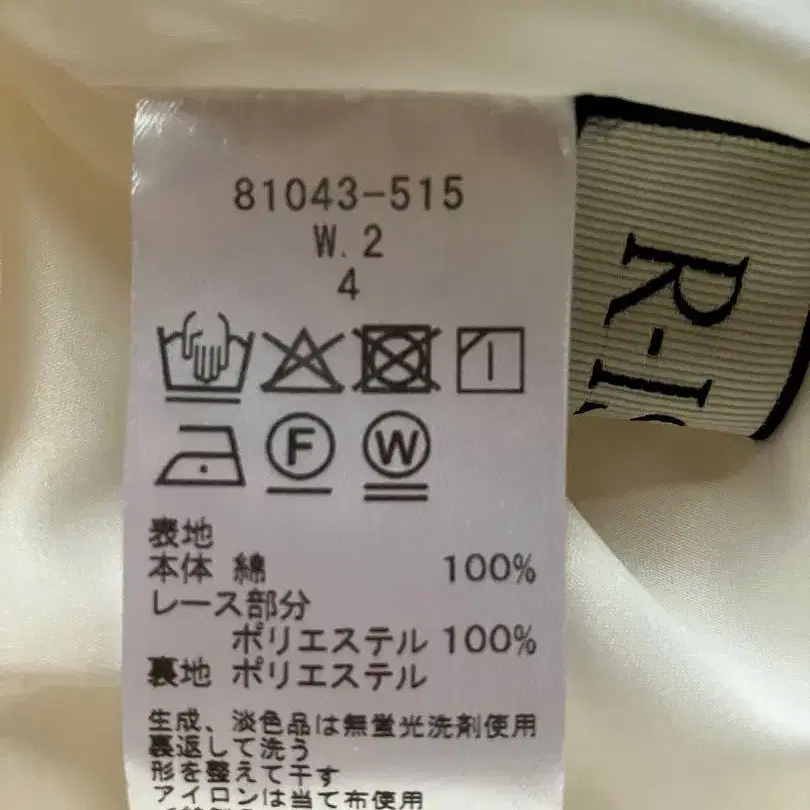 81043-515
W.2
4
F W
表地
本体 綿 100%
レース部分
ポリエステル 100%
裏地 ポリエステル
生成、淡色品は無蛍光洗剤使用
裏返して洗う
形を整えて干す
アイロンは当て布使用
R-I